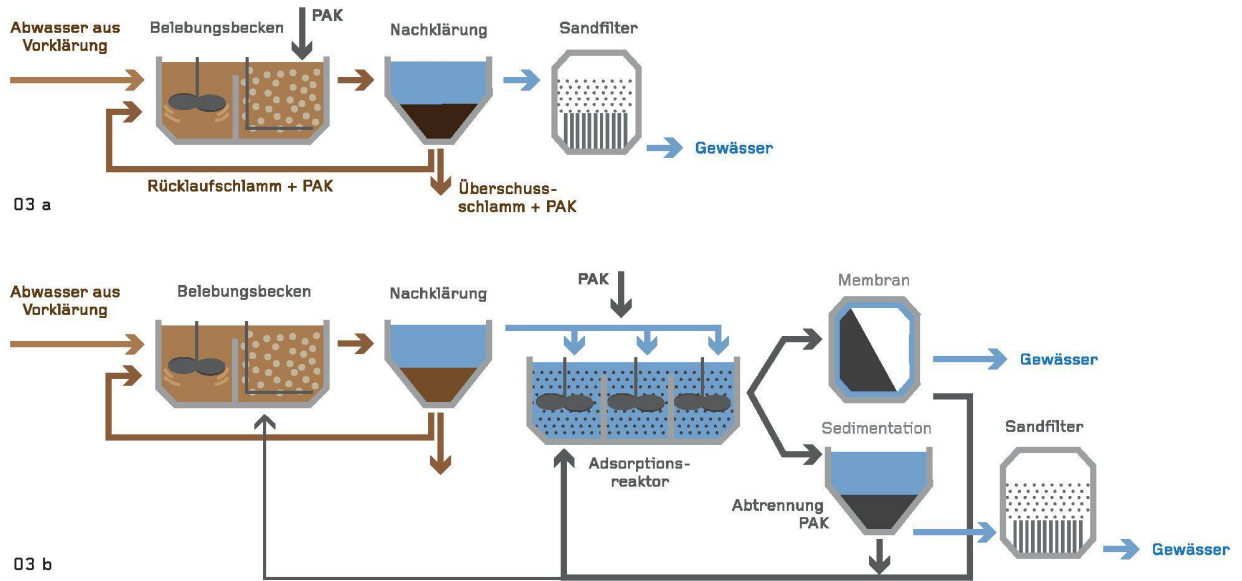 Abwasser aus
Vorklärung
Belebungsbecken
PAK
Nachklärung
Sandfilter
Gewässer
Rücklaufschlamm + PAK
Überschuss-
schlamm + PAK
03 a
Abwasser aus
Vorklärung
Belebungsbecken
Nachklärung
PAK
Membran
Gewässer
Adsorptions-
reaktor
Sedimentation
Sandfilter
Abtrennung
PAK
Gewässer
03 b